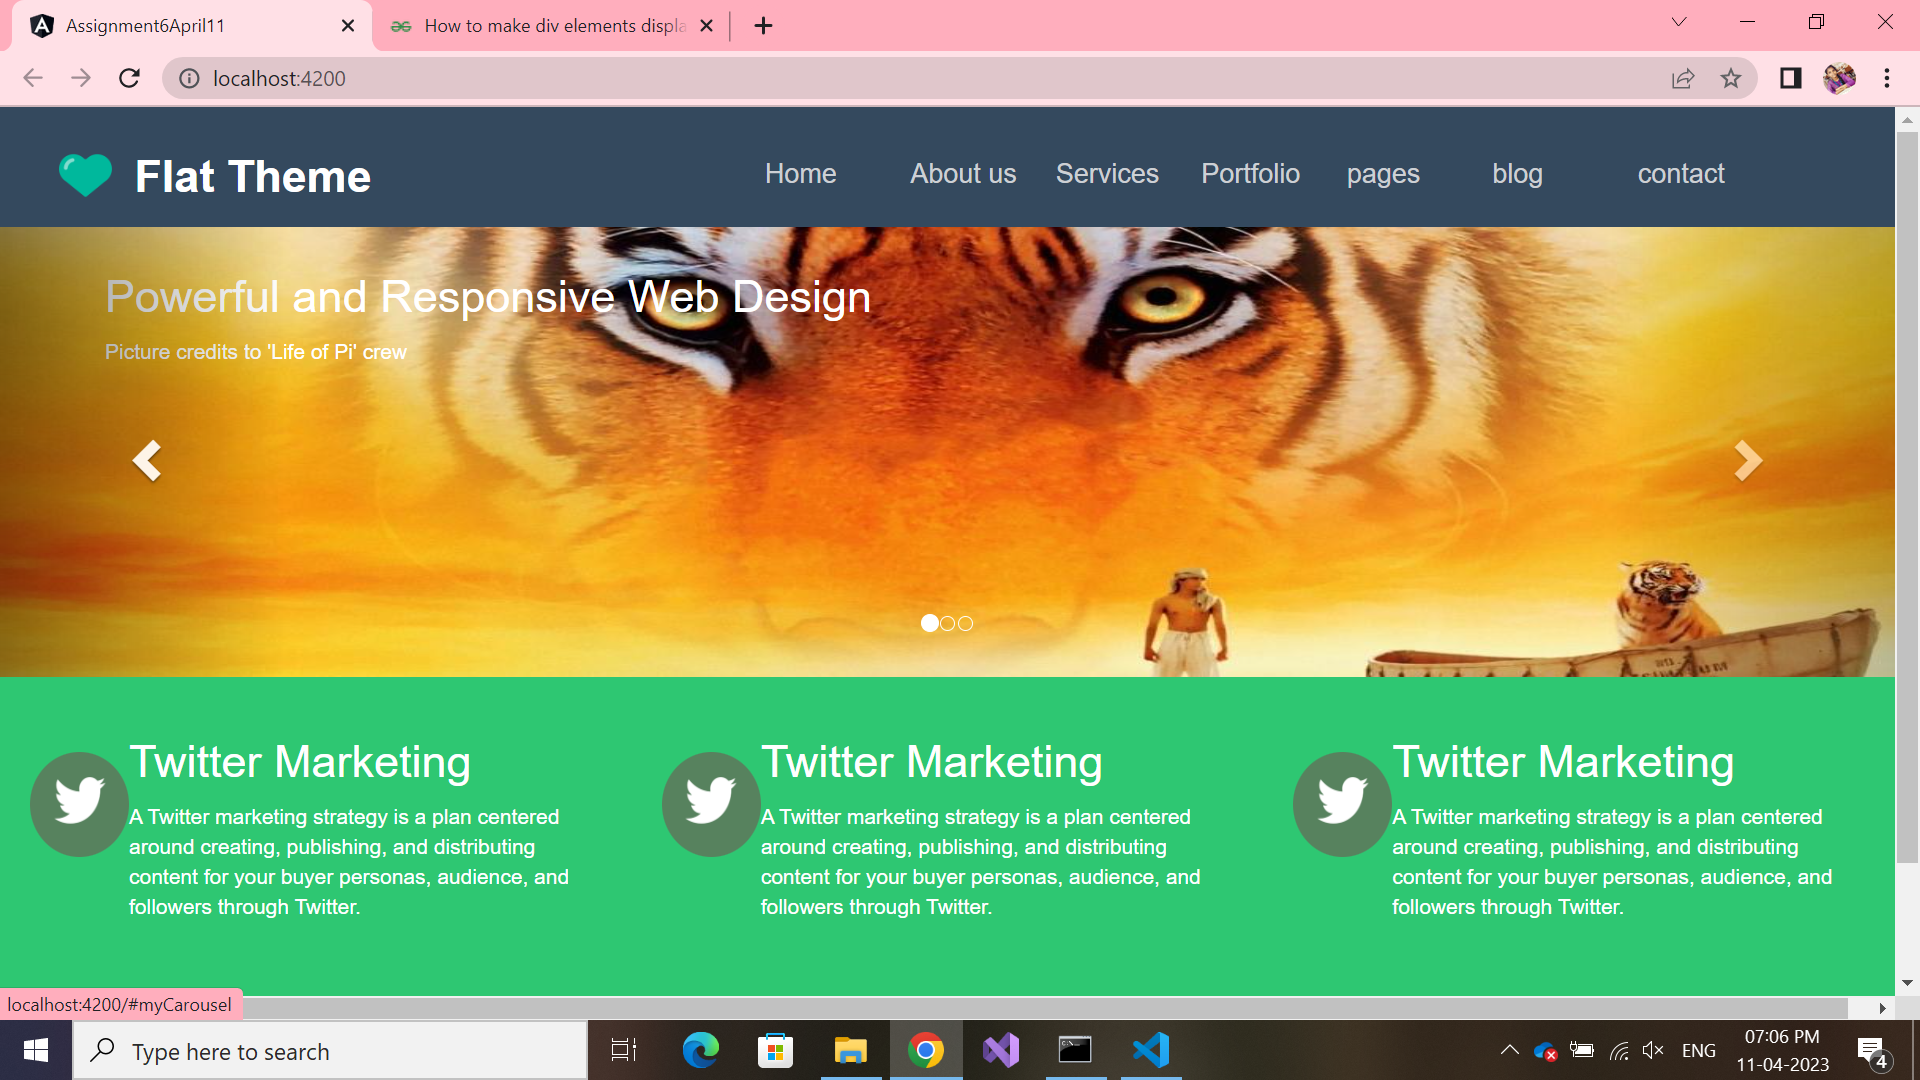 Assignment6April11
How to make div elements displa
localhost:4200
Flat Theme
Home
About us
Services
Portfolio
pages
blog
contact
Powerful and Responsive Web Design
Picture credits to 'Life of Pi' crew
Twitter Marketing
A Twitter marketing strategy is a plan centered
around creating, publishing, and distributing
content for your buyer personas, audience, and
followers through Twitter.
Twitter Marketing
A Twitter marketing strategy is a plan centered
around creating, publishing, and distributing
content for your buyer personas, audience, and
followers through Twitter.
Twitter Marketing
A Twitter marketing strategy is a plan centered
around creating, publishing, and distributing
content for your buyer personas, audience, and
followers through Twitter.
localhost:4200/#myCarousel
Type here to search
ENG
07:06 PM
11-04-2023
4